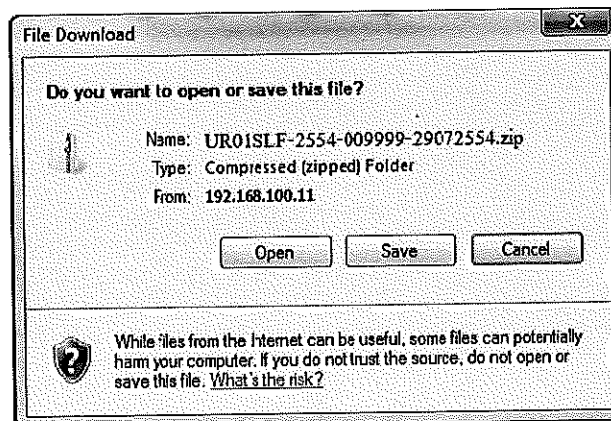 File Download
X
Do you want to open or save this file?
Name: UR01SLF-2554-009999-29072554.zip
Type: Compressed (zipped) Folder
From: 192.168.100.11
Open Save Cancel
While files from the Internet can be useful, some files can potentially
harm your computer. If you do not trust the source, do not open or
save this file. What's the risk?